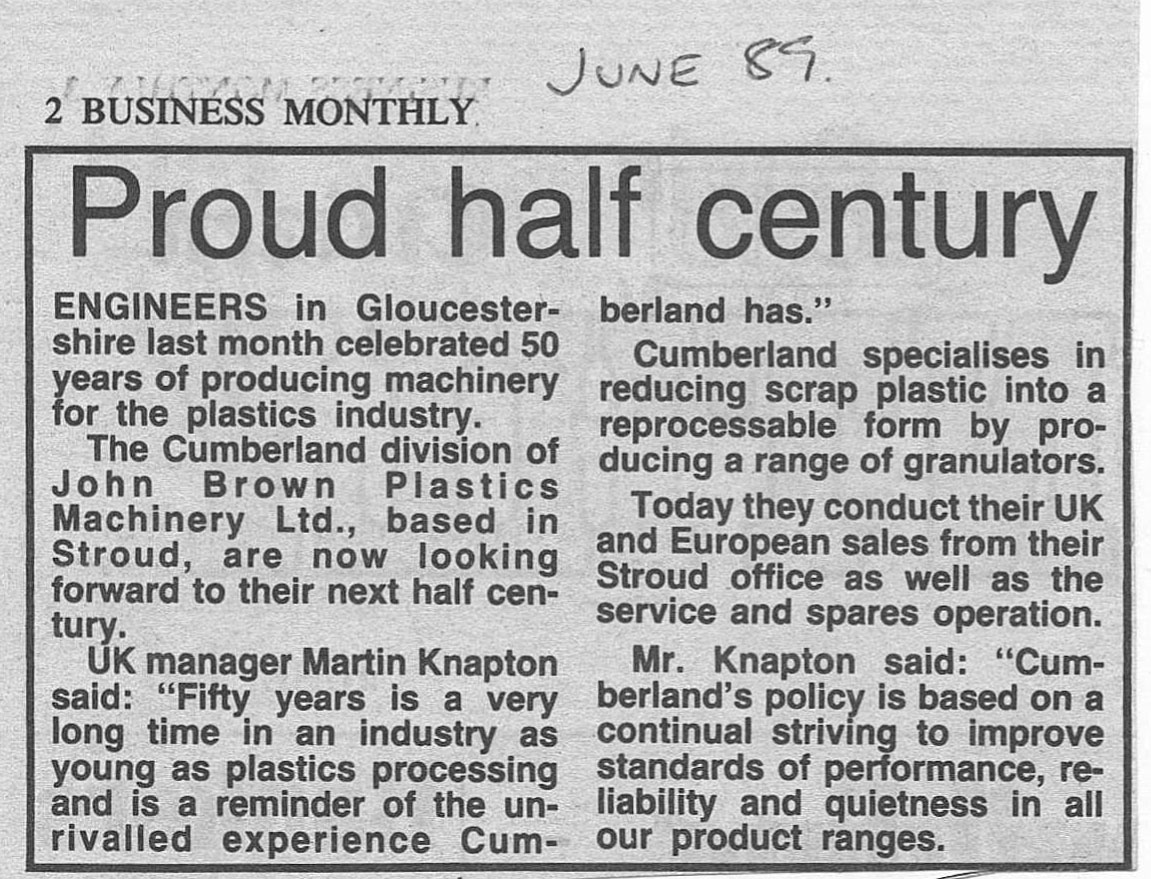 JUNE 89.
2 BUSINESS MONTHLY
Proud half century
ENGINEERS in Gloucester-
shire last month celebrated 50
years of producing machinery
for the plastics industry.
The Cumberland division of
John Brown Plastics
Machinery Ltd., based in
Stroud, are now looking
forward to their next half cen-
tury.
UK manager Martin Knapton
said: “Fifty years is a very
long time in an industry as
young as plastics processing
and is a reminder of the un-
rivalled experience Cum-
berland has.”
Cumberland specialises in
reducing scrap plastic into a
reprocessable form by pro-
ducing a range of granulators.
Today they conduct their UK
and European sales from their
Stroud office as well as the
service and spares operation.
Mr. Knapton said: “Cum-
berland's policy is based on a
continual striving to improve
standards of performance, re-
liability and quietness in all
our product ranges.